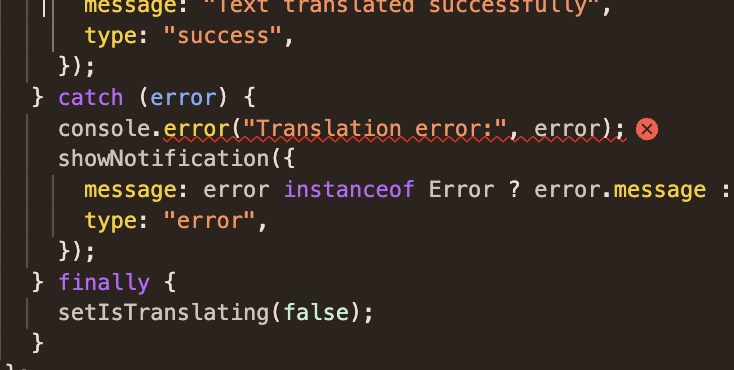 message: "Text translated successfully",
type: "success",
});
} catch (error) {
console.error("Translation error:", error);
showNotification({
message: error instanceof Error ? error.message :
type: "error",
});
} finally {
setIsTranslating(false);
}